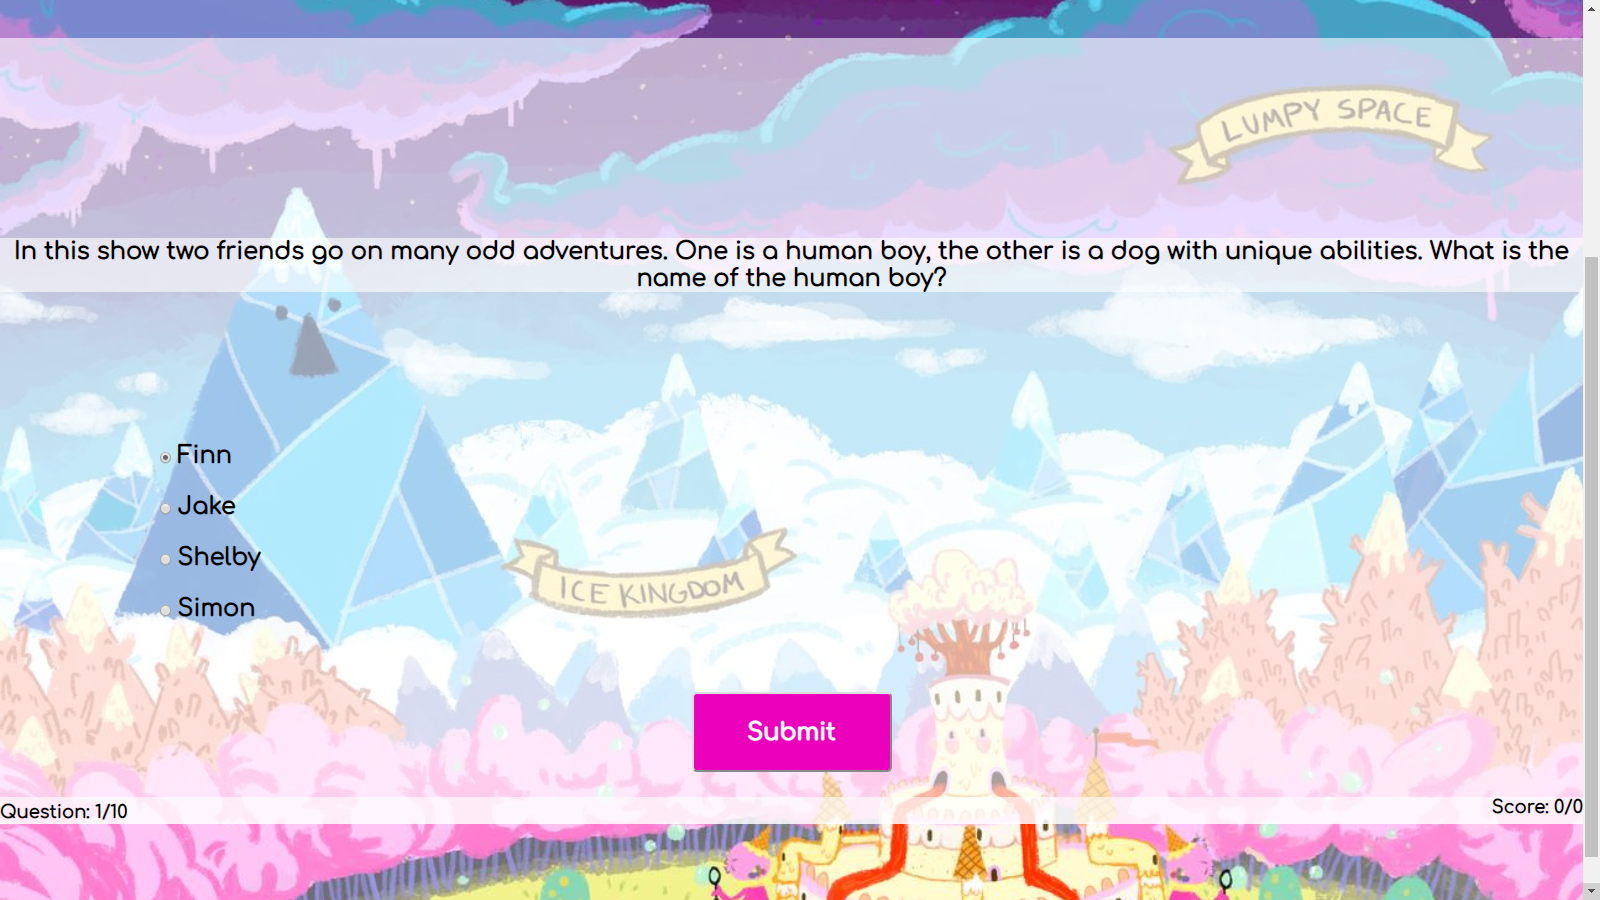 LUMPY SPACE
In this show two friends go on many odd adventures. One is a human boy, the other is a dog with unique abilities. What is the
name of the human boy?
Finn
Jake
Shelby
ICE KINGDOM
Simon
Submit
Question: 1/10
Score: 0/0